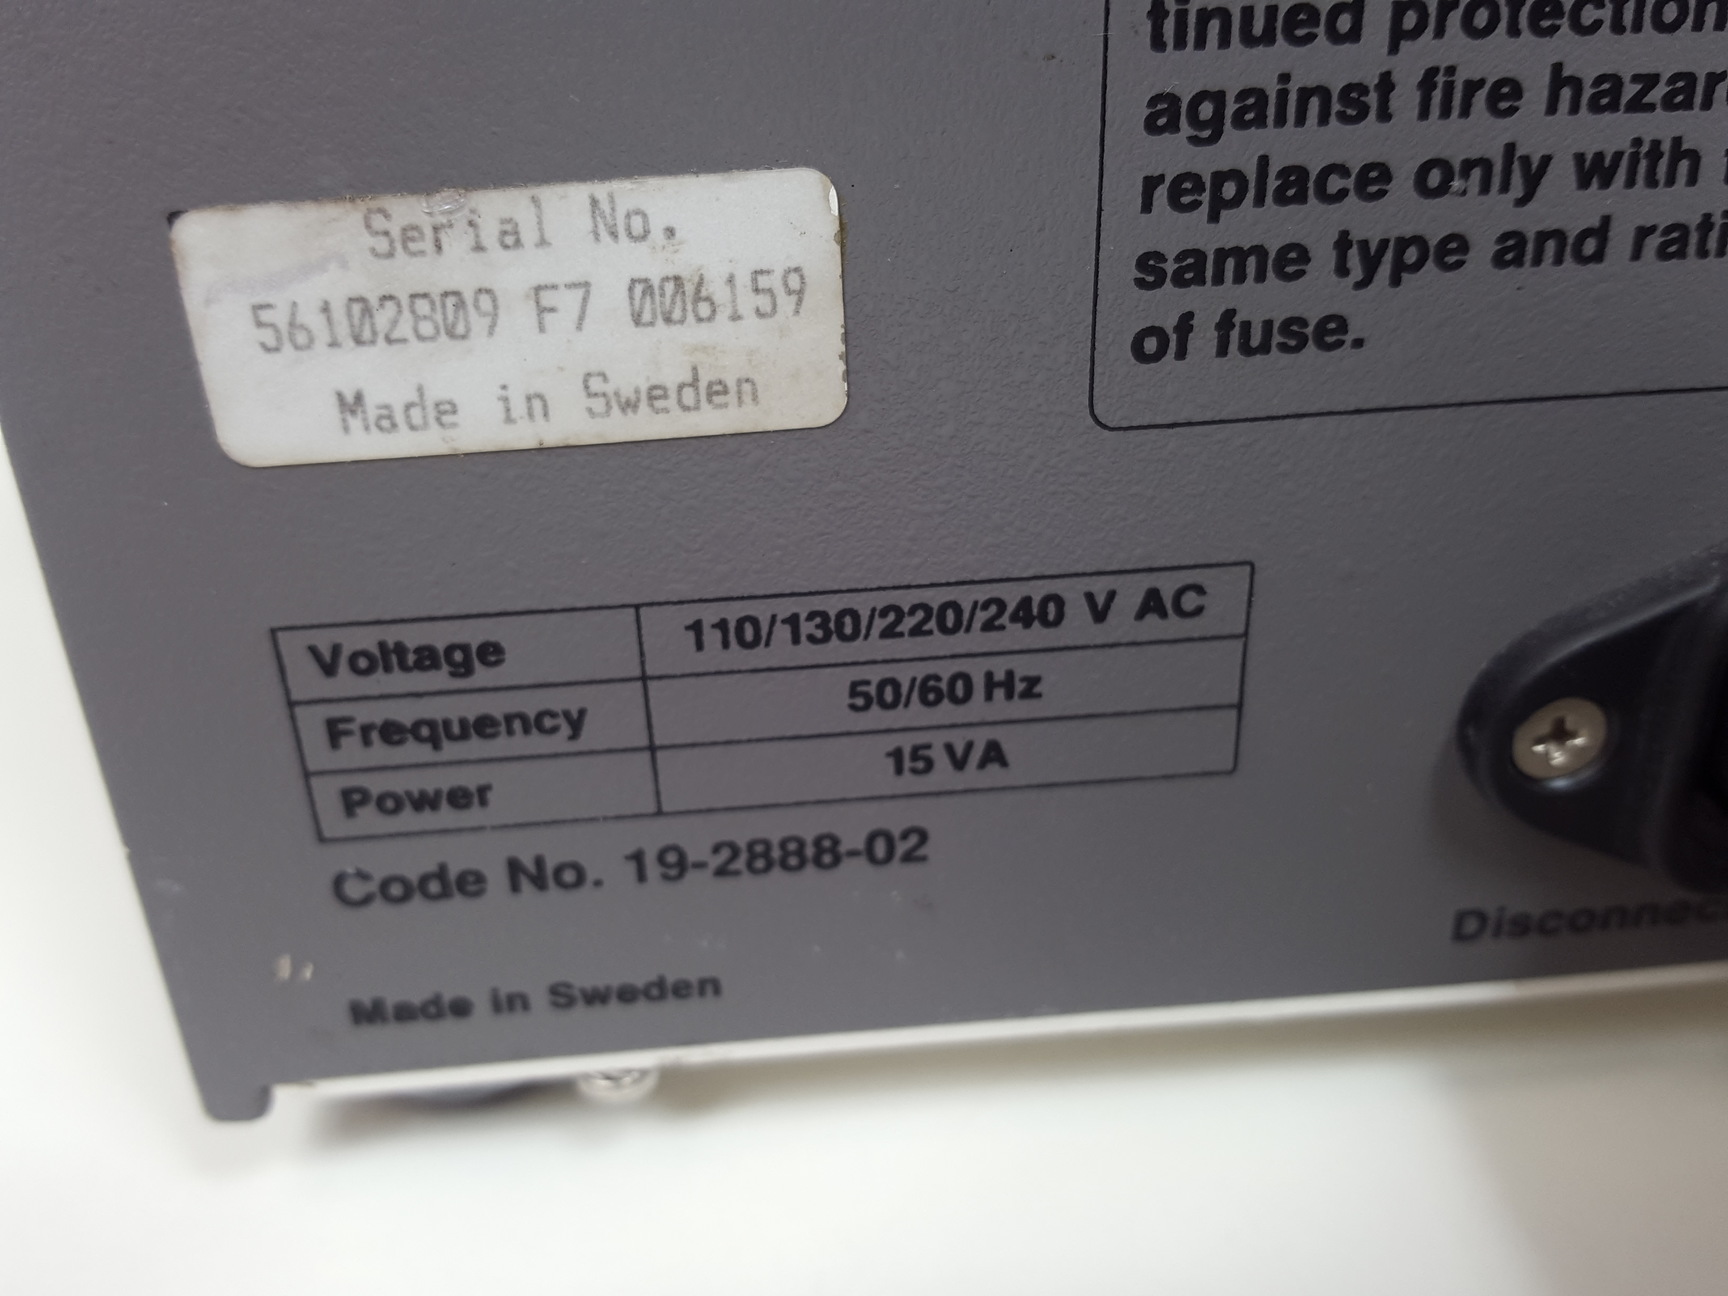 tinued protection
against fire hazar
replace only with
same type and rati
of fuse.
Serial No.
56102809 F7 006159
Made in Sweden
Voltage 110/130/220/240 V AC
Frequency 50/60 Hz
Power 15 VA
Code No. 19-2888-02
Made in Sweden
Disconnec